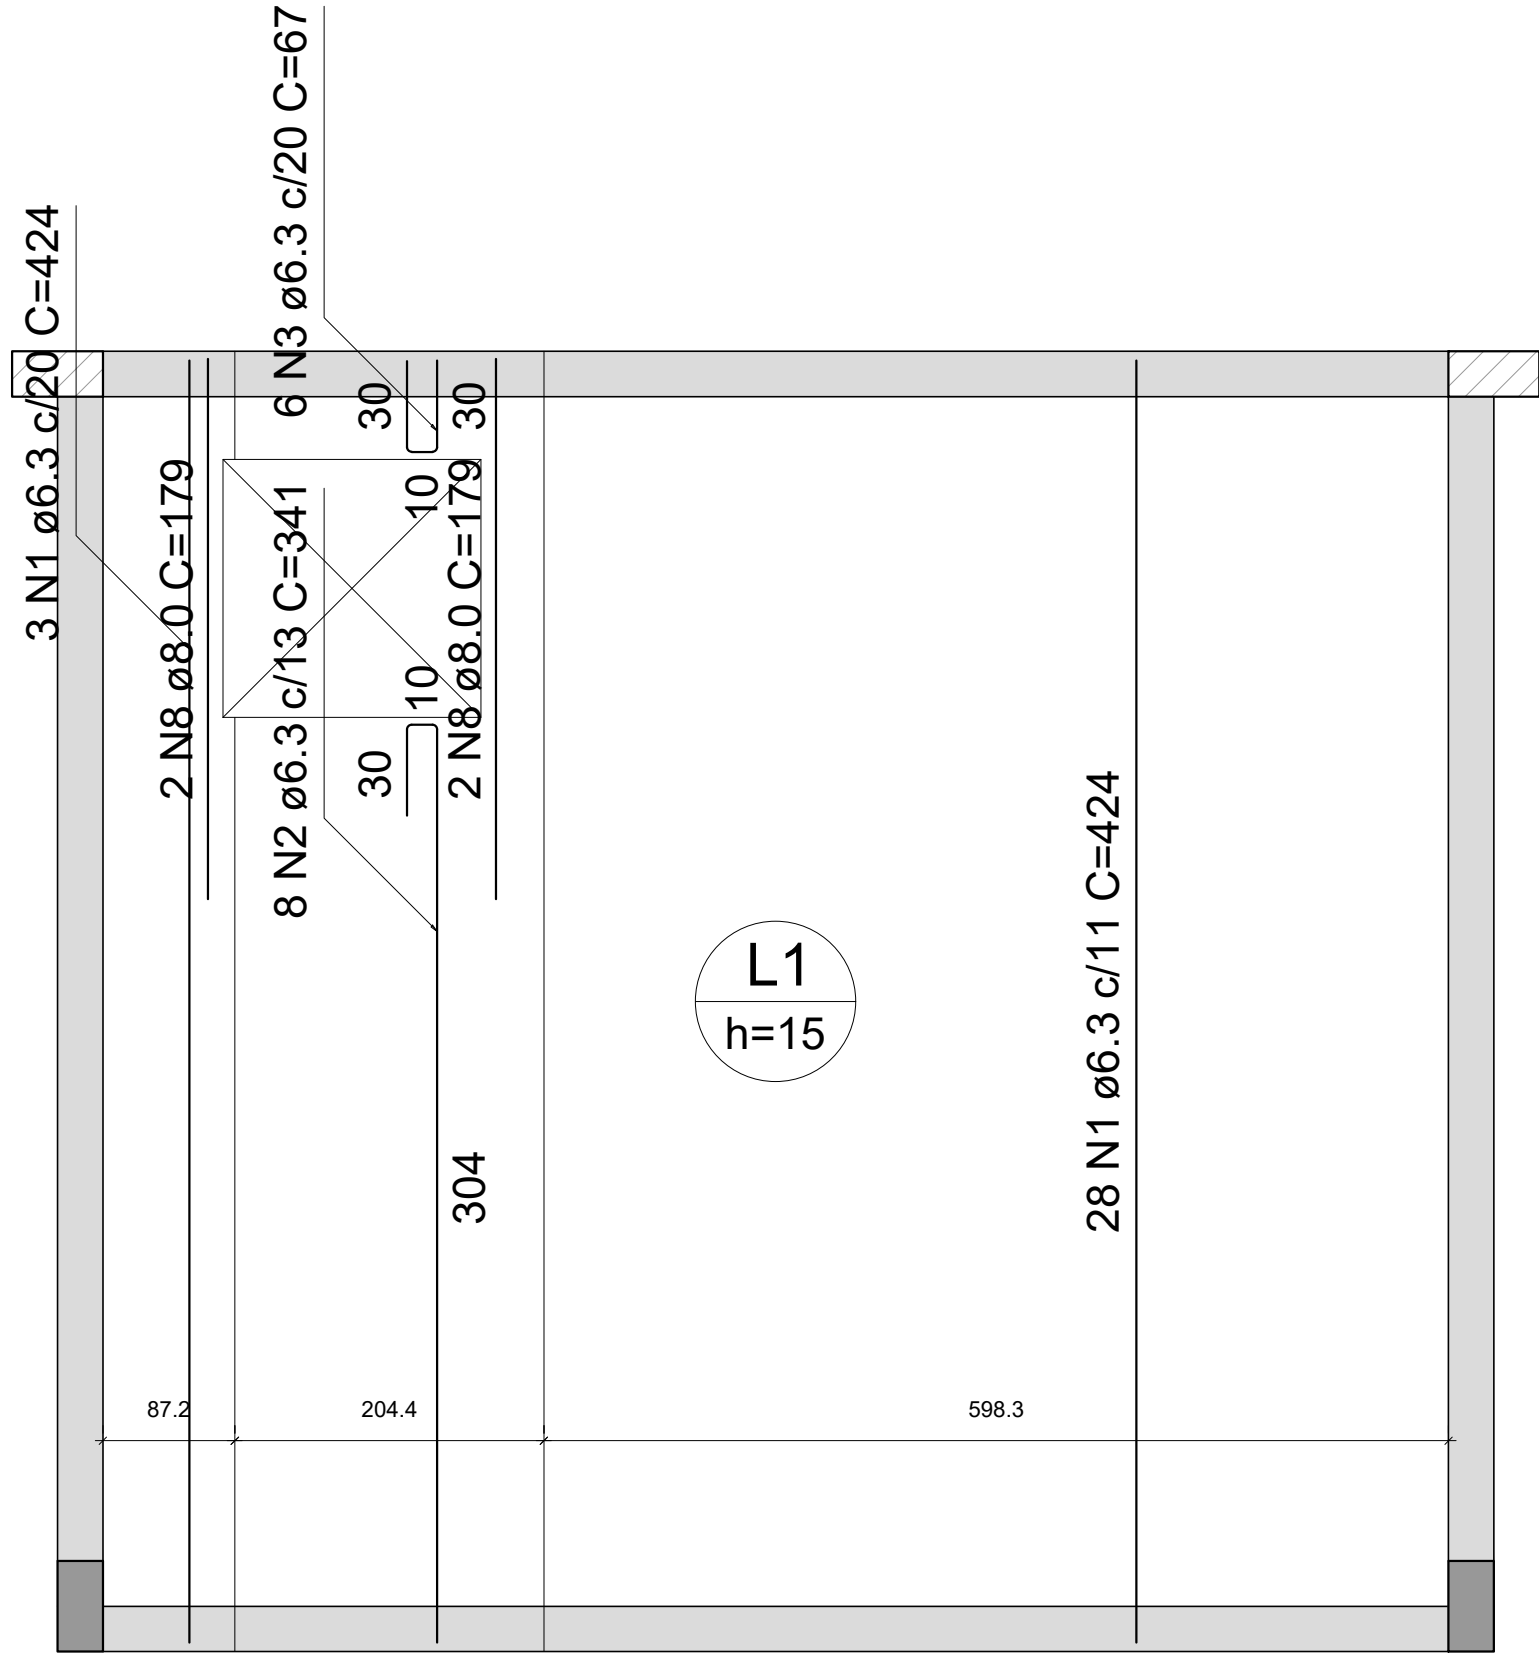 3 N1 ø6.3 c/20 C=424
6 N3 ø6.3 c/20 C=67
30
30
10
2 N8 ø8.0 C=179
8 N2 ø6.3 c/13 C=341
2 N8 ø8.0 C=179
10
30
304
L1
h=15
28 N1 ø6.3 c/11 C=424
87.2
204.4
598.3